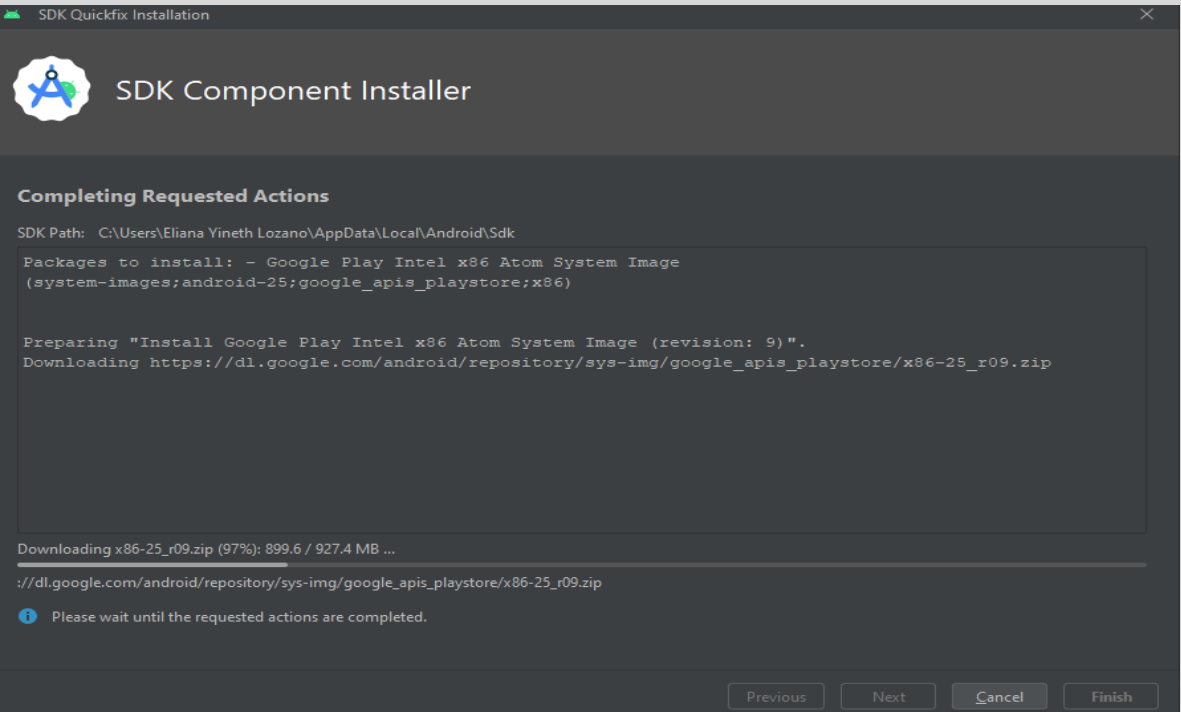 SDK Quickfix Installation
SDK Component Installer
Completing Requested Actions
SDK Path: C:\Users\Eliana Yineth Lozano\AppData\Local\Android\Sdk
Packages to install: - Google Play Intel x86 Atom System Image
(system-images;android-25;google_apis_playstore;x86)
Preparing "Install Google Play Intel x86 Atom System Image (revision: 9)".
Downloading https://dl.google.com/android/repository/sys-img/google_apis_playstore/x86-25_r09.zip
Downloading x86-25_r09.zip (97%): 899.6 / 927.4 MB ...
://dl.google.com/android/repository/sys-img/google_apis_playstore/x86-25_r09.zip
Please wait until the requested actions are completed.
Previous Next Cancel Finish